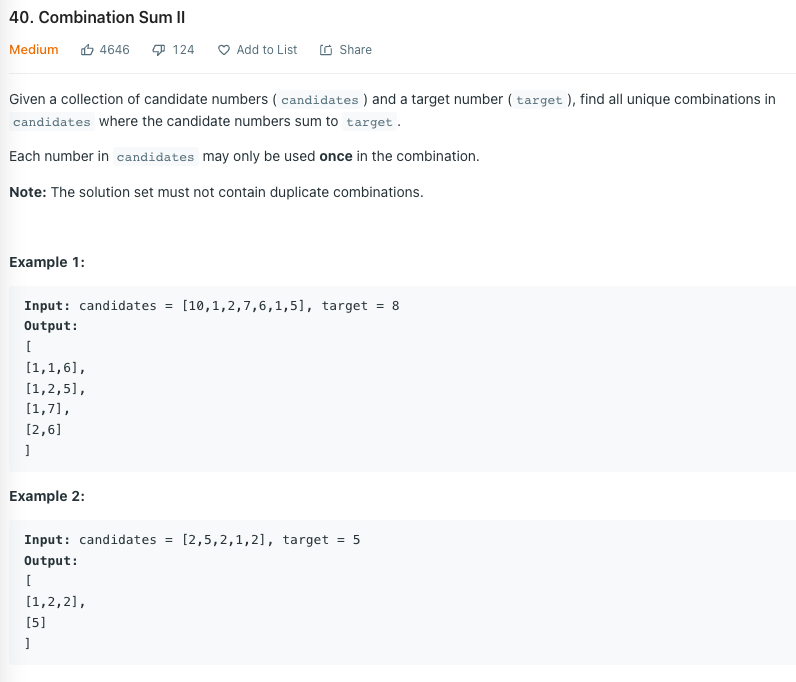 40. Combination Sum II
Medium 4646 124 Add to List Share
Given a collection of candidate numbers ( candidates ) and a target number ( target ), find all unique combinations in
candidates where the candidate numbers sum to target .
Each number in candidates may only be used once in the combination.
Note: The solution set must not contain duplicate combinations.
Example 1:
Input: candidates = [10,1,2,7,6,1,5], target = 8
Output:
[
[1,1,6],
[1,2,5],
[1,7],
[2,6]
]
Example 2:
Input: candidates = [2,5,2,1,2], target = 5
Output:
[
[1,2,2],
[5]
]